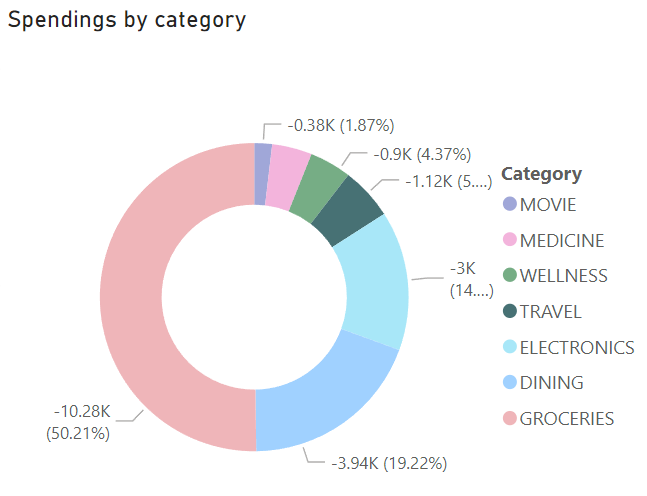 Spendings by category
-0.38K (1.87%)
-0.9K (4.37%)
-1.12K (5....)
-3K
(14....)
-3.94K (19.22%)
-10.28K
(50.21%)
Category
MOVIE
MEDICINE
WELLNESS
TRAVEL
ELECTRONICS
DINING
GROCERIES